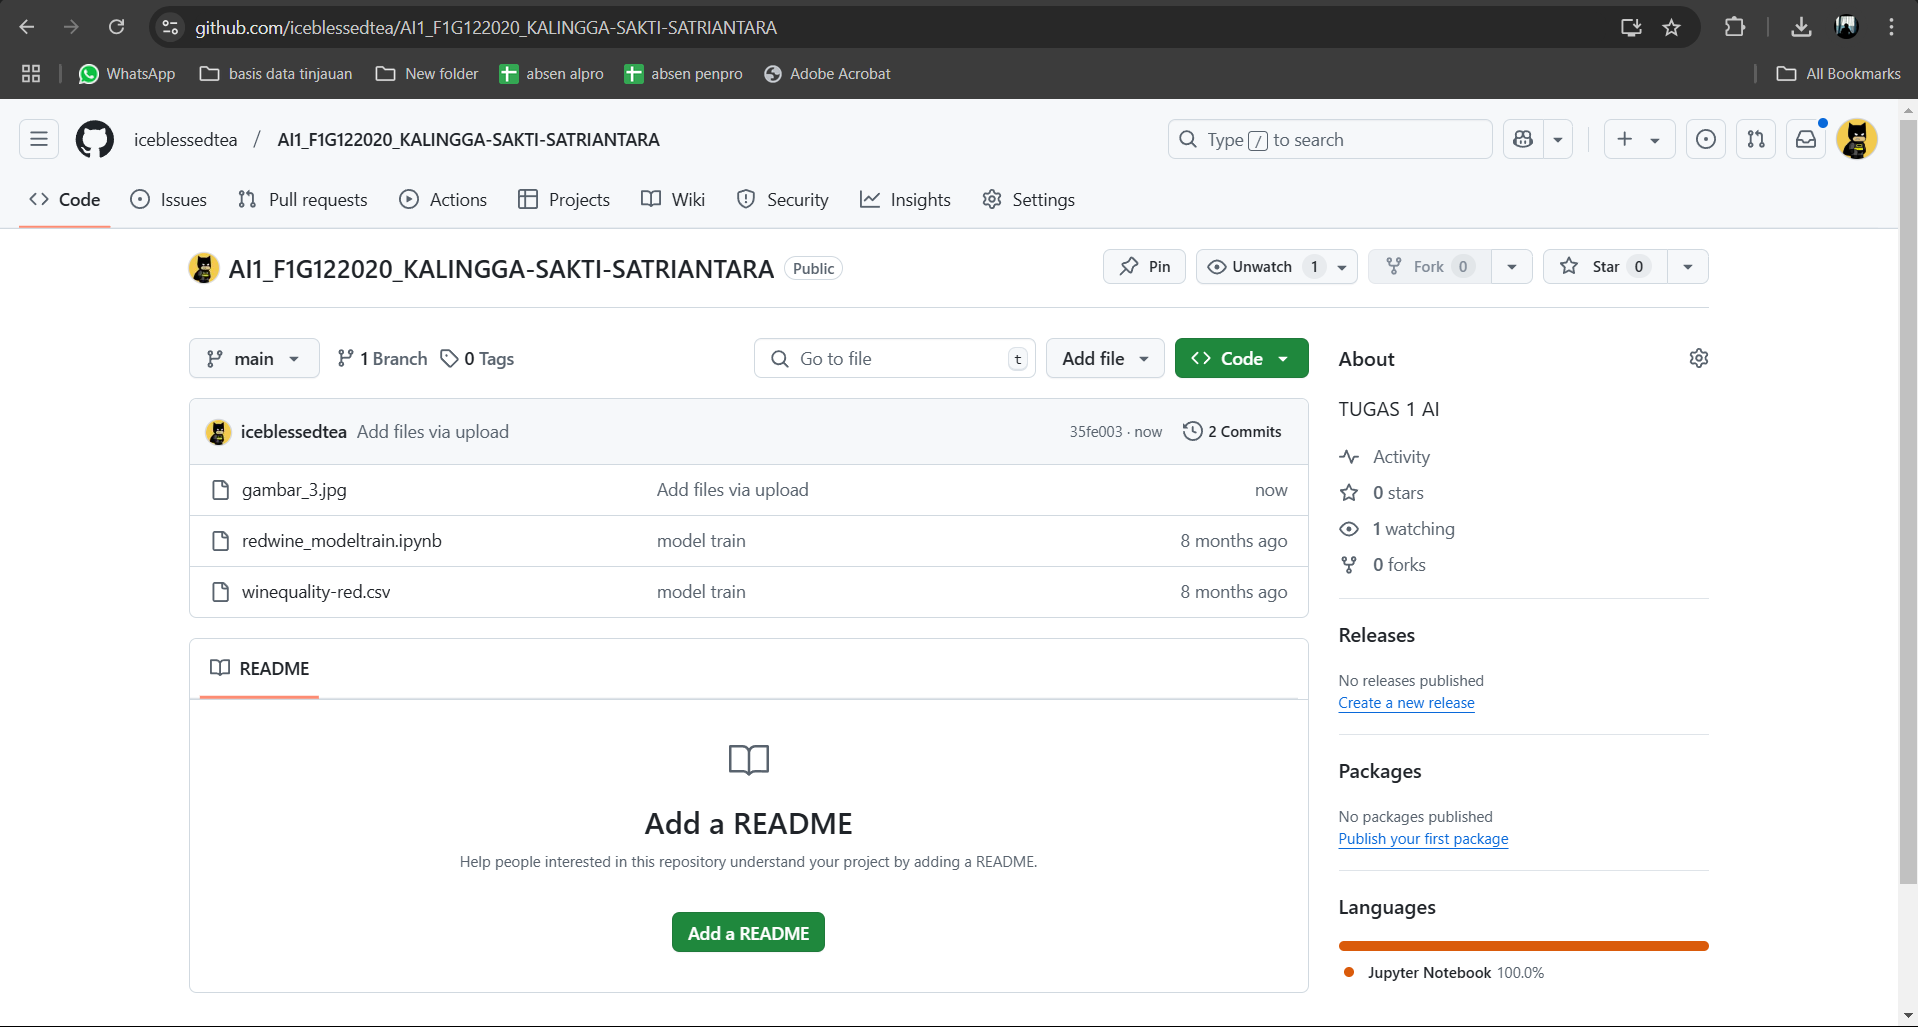 github.com/iceblessedtea/AI1_F1G122020_KALINGGA-SAKTI-SATRIANTARA
WhatsApp basis data tinjauan New folder absen alpro absen penpro Adobe Acrobat All Bookmarks
iceblessedtea / AI1_F1G122020_KALINGGA-SAKTI-SATRIANTARA Type / to search
Code Issues Pull requests Actions Projects Wiki Security Insights Settings
AI1_F1G122020_KALINGGA-SAKTI-SATRIANTARA Public Pin Unwatch 1 Fork 0 Star 0
main 1 Branch 0 Tags Go to file t Add file Code
iceblessedtea Add files via upload 35fe003 · now 2 Commits
gambar_3.jpg Add files via upload now
redwine_modeltrain.ipynb model train 8 months ago
winequality-red.csv model train 8 months ago
README
Add a README
Help people interested in this repository understand your project by adding a README.
Add a README
About
TUGAS 1 AI
Activity
0 stars
1 watching
0 forks
Releases
No releases published
Create a new release
Packages
No packages published
Publish your first package
Languages
Jupyter Notebook 100.0%